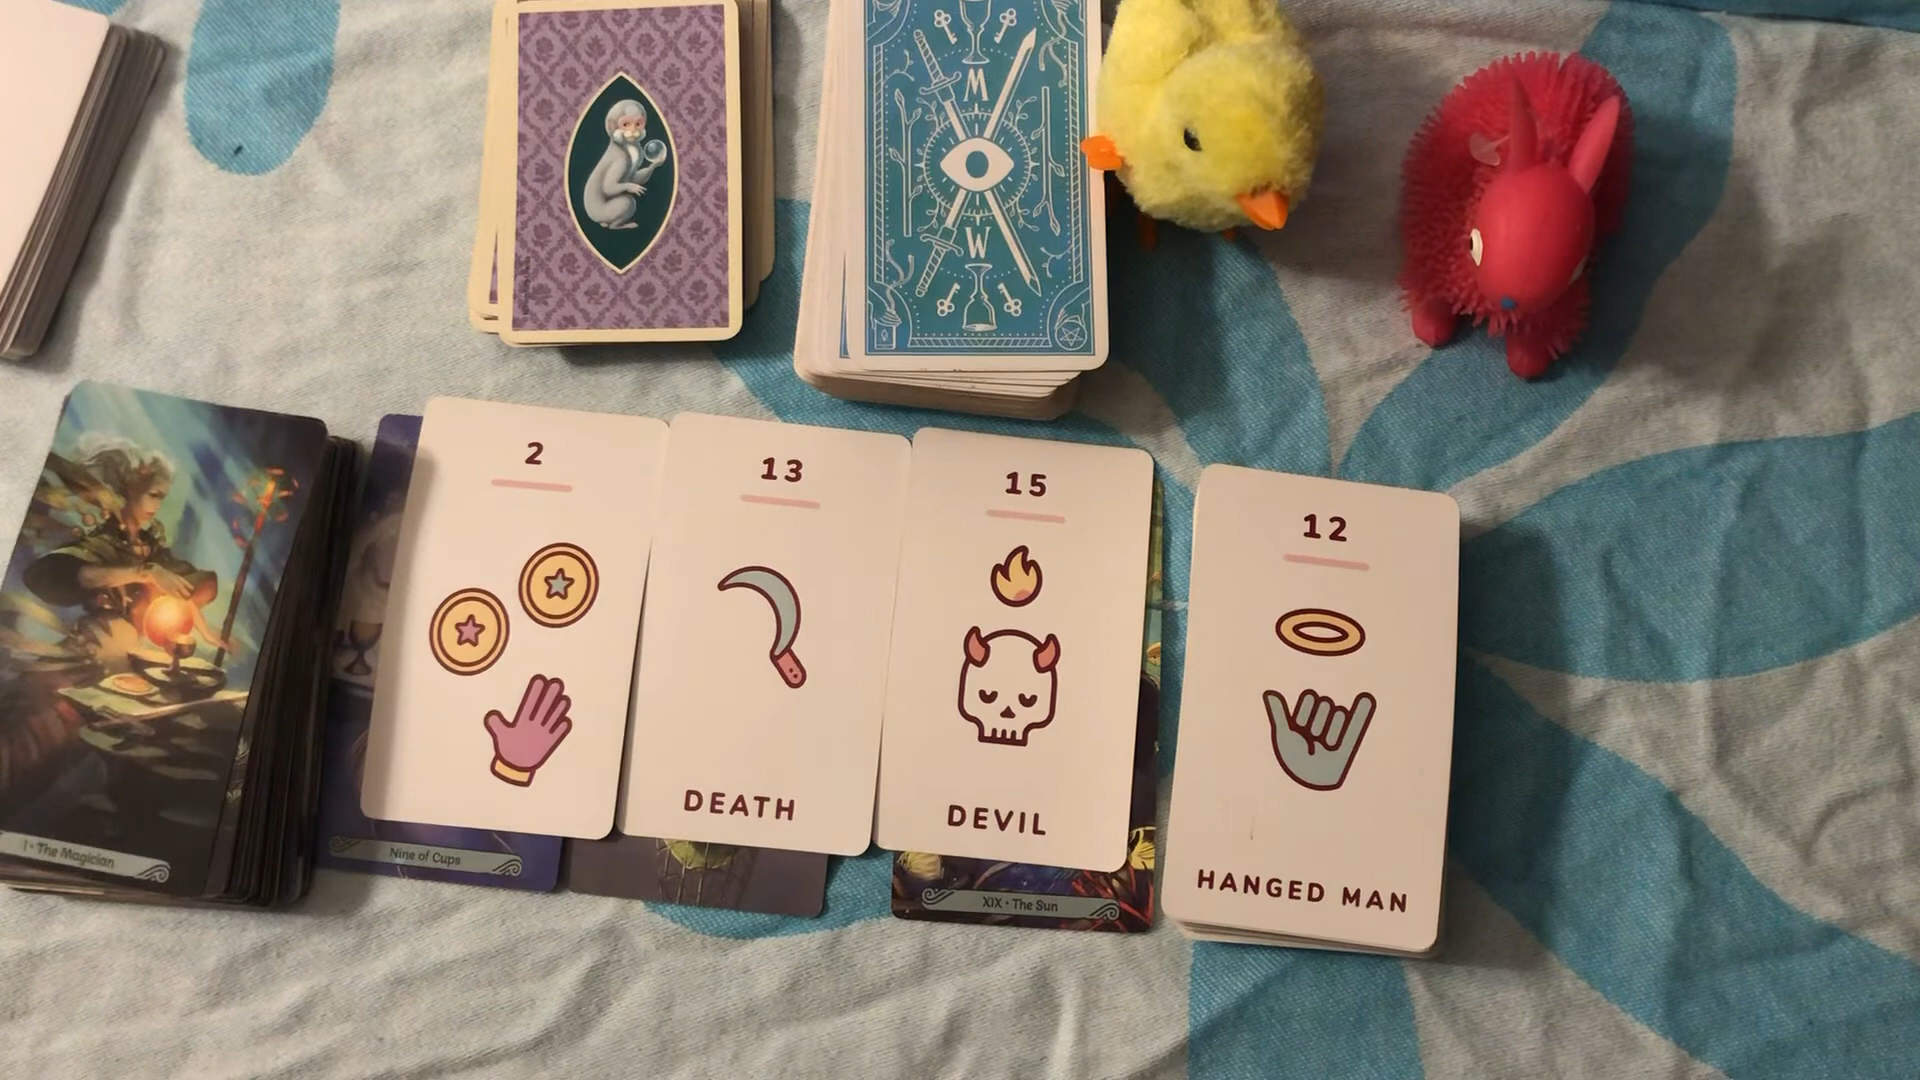 M
W
2
13
15
12
DEATH
DEVIL
HANGED MAN
I • The Magician
Nine of Cups
XIX • The Sun